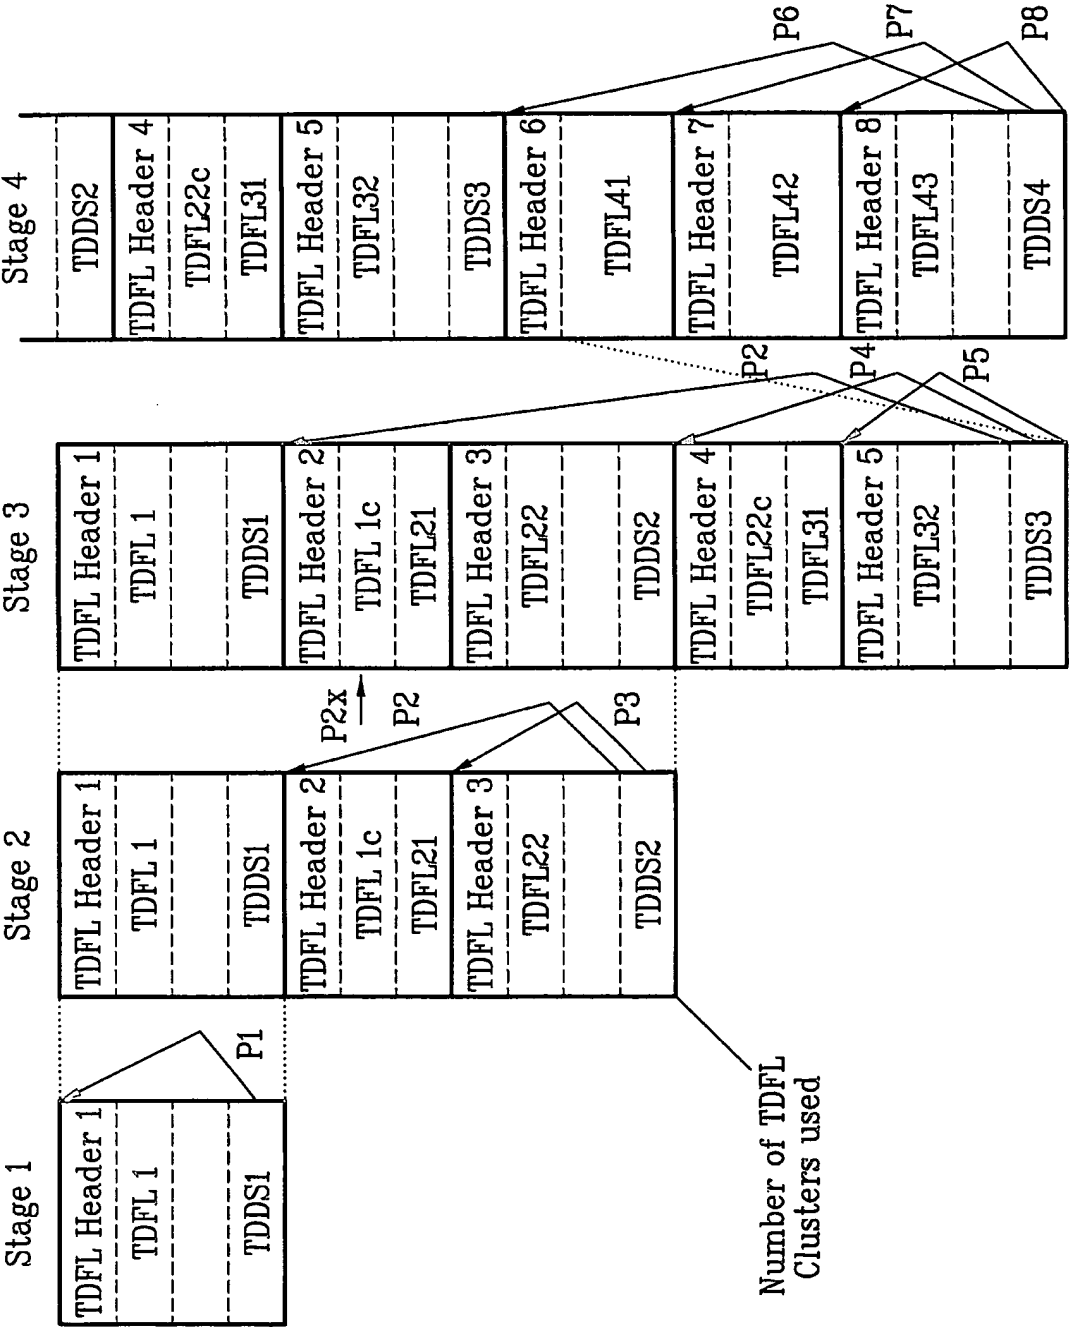 Stage 1
TDFL Header 1
TDFL 1
TDDS1
P1
Stage 2
TDFL Header 1
TDFL 1
TDDS1
TDFL Header 2
TDFL 1c
TDFL21
TDFL Header 3
TDFL22
TDDS2
P2
P3
Number of TDFL
Clusters used
P2x
Stage 3
TDFL Header 1
TDFL 1
TDDS1
TDFL Header 2
TDFL 1c
TDFL21
TDFL Header 3
TDFL22
TDDS2
TDFL Header 4
TDFL22c
TDFL31
TDFL Header 5
TDFL32
TDDS3
P2
P4
P5
Stage 4
TDDS2
TDFL Header 4
TDFL22c
TDFL31
TDFL Header 5
TDFL32
TDDS3
TDFL Header 6
TDFL41
TDFL Header 7
TDFL42
TDFL Header 8
TDFL43
TDDS4
P6
P7
P8